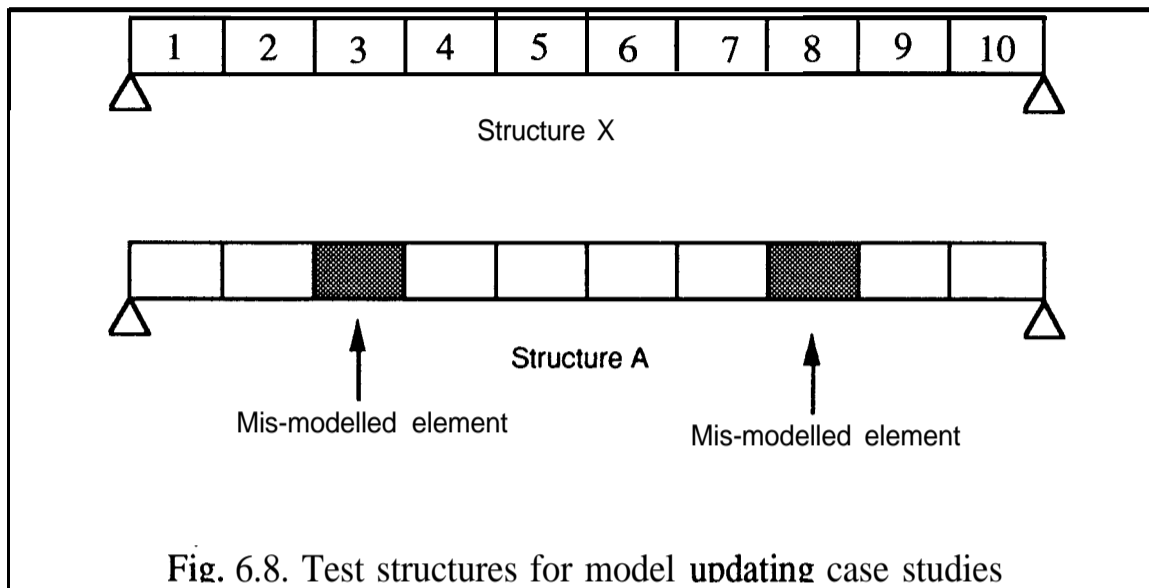 1 2 3 4 5 6 7 8 9 10
Structure X
Structure A
Mis-modelled element
Mis-modelled element
Fig. 6.8. Test structures for model updating case studies